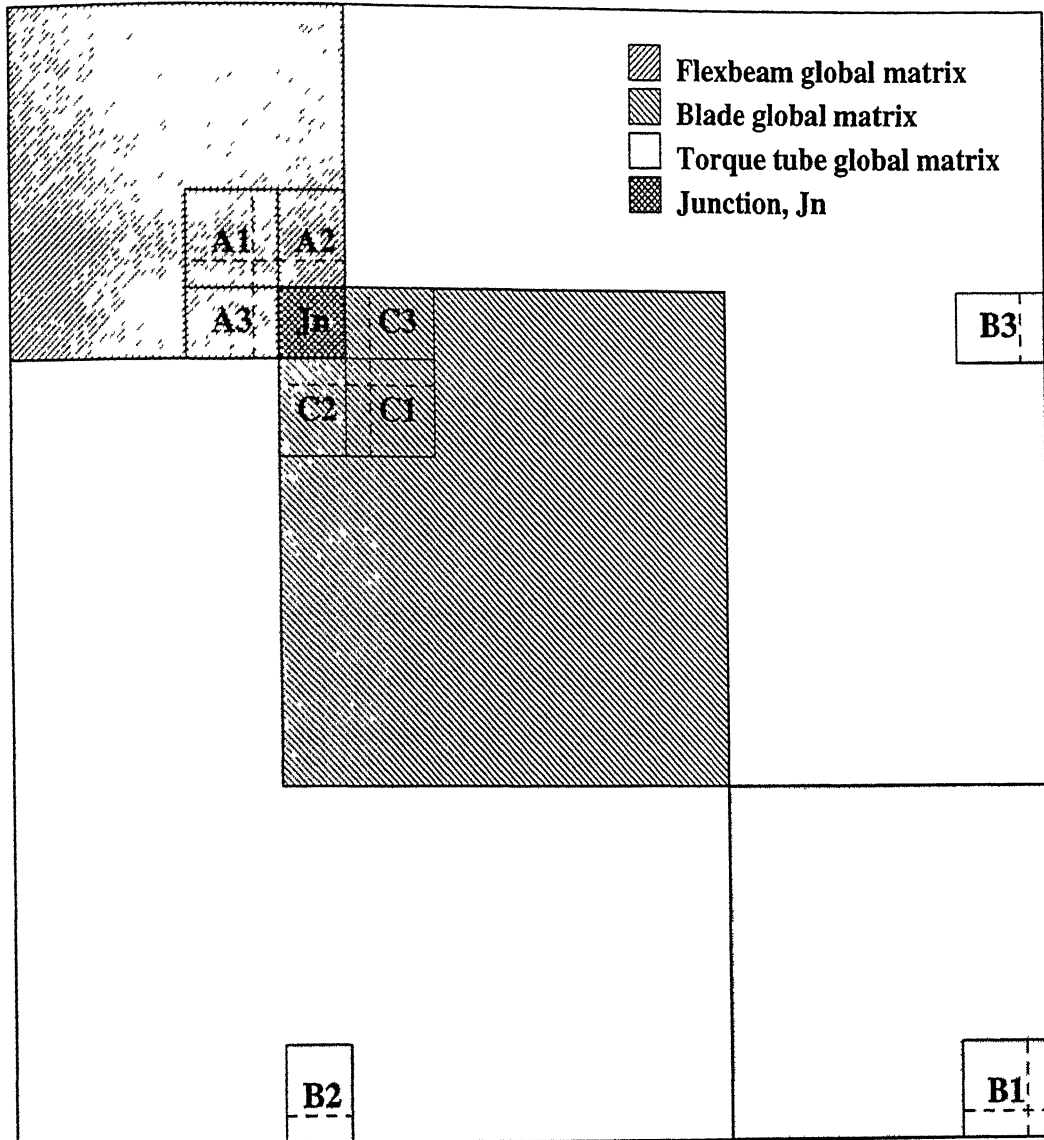 Flexbeam global matrix
Blade global matrix
Torque tube global matrix
Junction, Jn
A1 A2
A3 Jn C3
B3
C2 C1
B2
B1